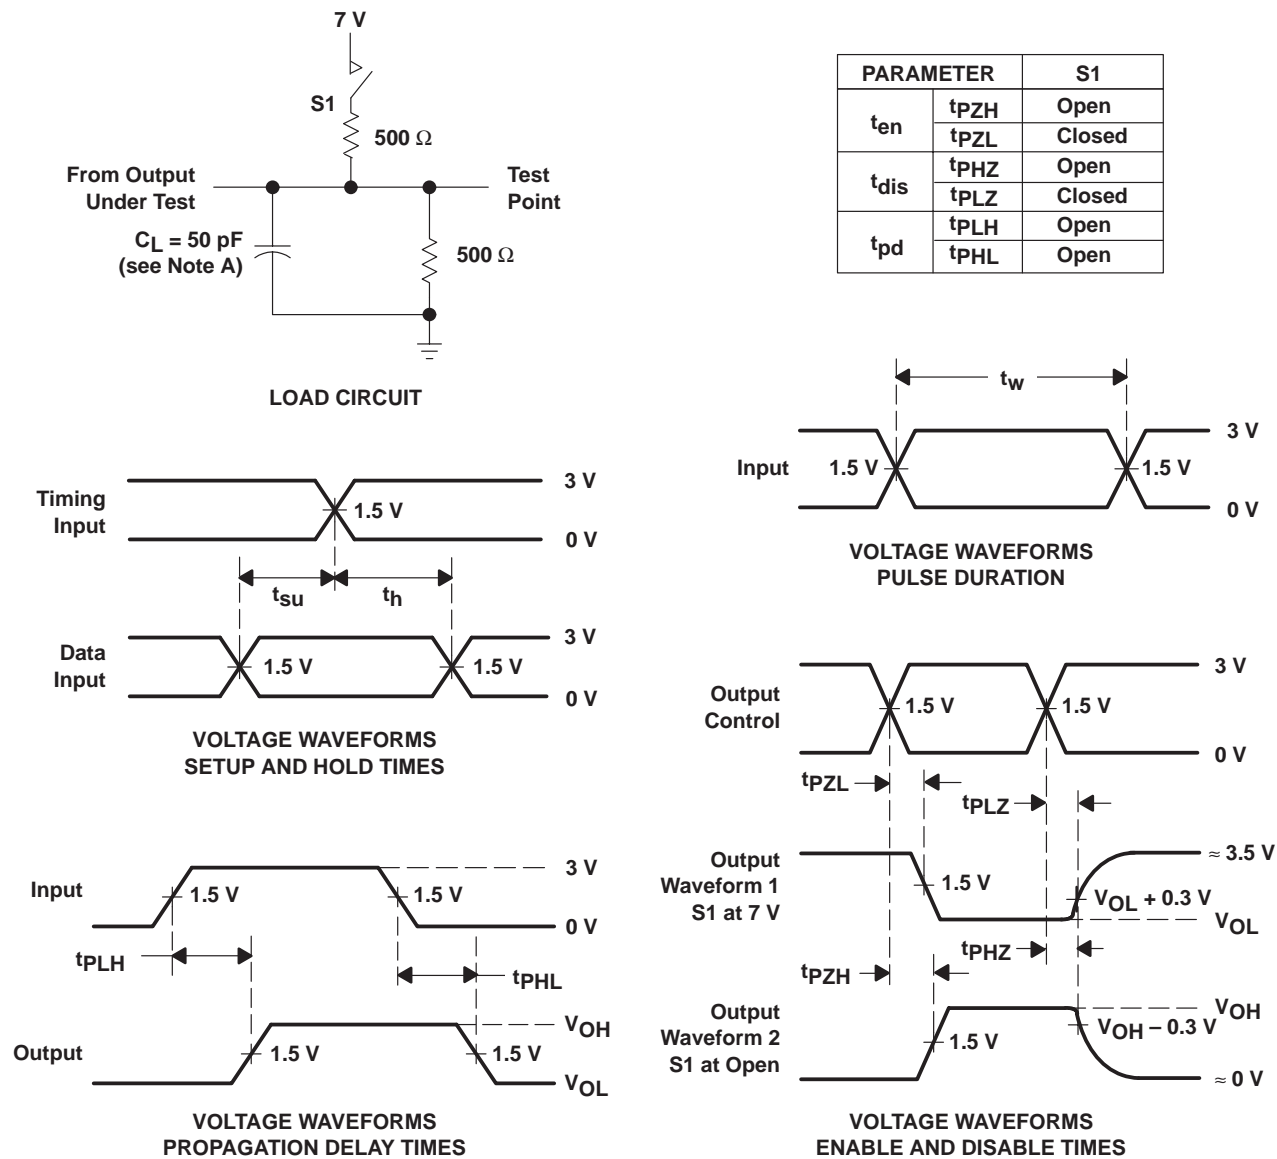 7 V
S1
500 Ω
From Output
Under Test
Test
Point
CL = 50 pF
(see Note A)
500 Ω
LOAD CIRCUIT
PARAMETER S1
ten tPZH Open
tPZL Closed
tdis tPHZ Open
tPLZ Closed
tpd tPLH Open
tPHL Open
tw
3 V
Input 1.5 V 1.5 V
0 V
VOLTAGE WAVEFORMS
PULSE DURATION
Timing
Input
3 V
1.5 V
0 V
tsu th
Data
Input
3 V
1.5 V 1.5 V
0 V
VOLTAGE WAVEFORMS
SETUP AND HOLD TIMES
Input
3 V
1.5 V 1.5 V
0 V
tPLH tPHL
Output
VOH
1.5 V 1.5 V
VOL
VOLTAGE WAVEFORMS
PROPAGATION DELAY TIMES
Output
Control
3 V
1.5 V 1.5 V
0 V
tPZL tPLZ
Output
Waveform 1
S1 at 7 V
≈ 3.5 V
1.5 V VOL + 0.3 V
VOL
tPZH tPHZ
Output
Waveform 2
S1 at Open
VOH
1.5 V VOH – 0.3 V
≈ 0 V
VOLTAGE WAVEFORMS
ENABLE AND DISABLE TIMES